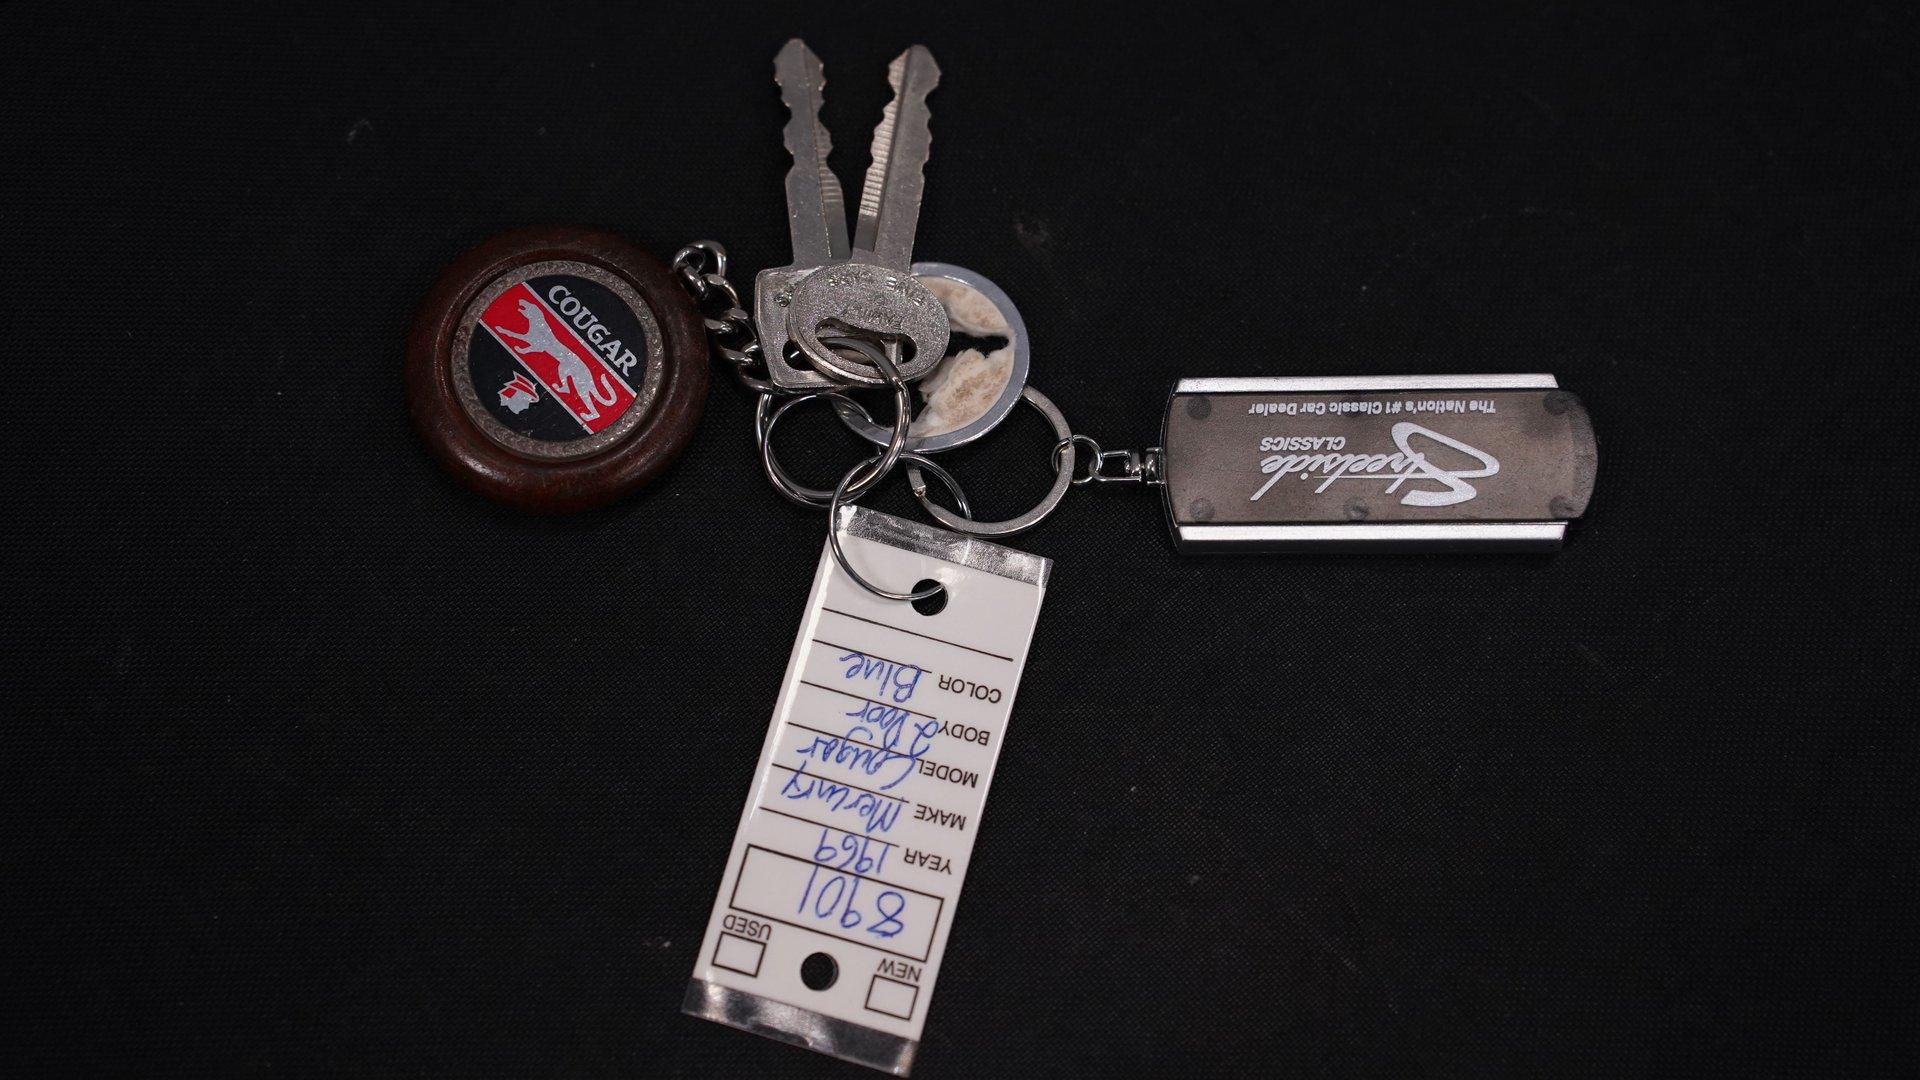 COUGAR
Streetside
CLASSICS
The Nation's #1 Classic Car Dealer
NEW
USED
8901
YEAR 1969
MAKE Mercury
MODEL Cougar
BODY 2 Door
COLOR Blue
FAMILY